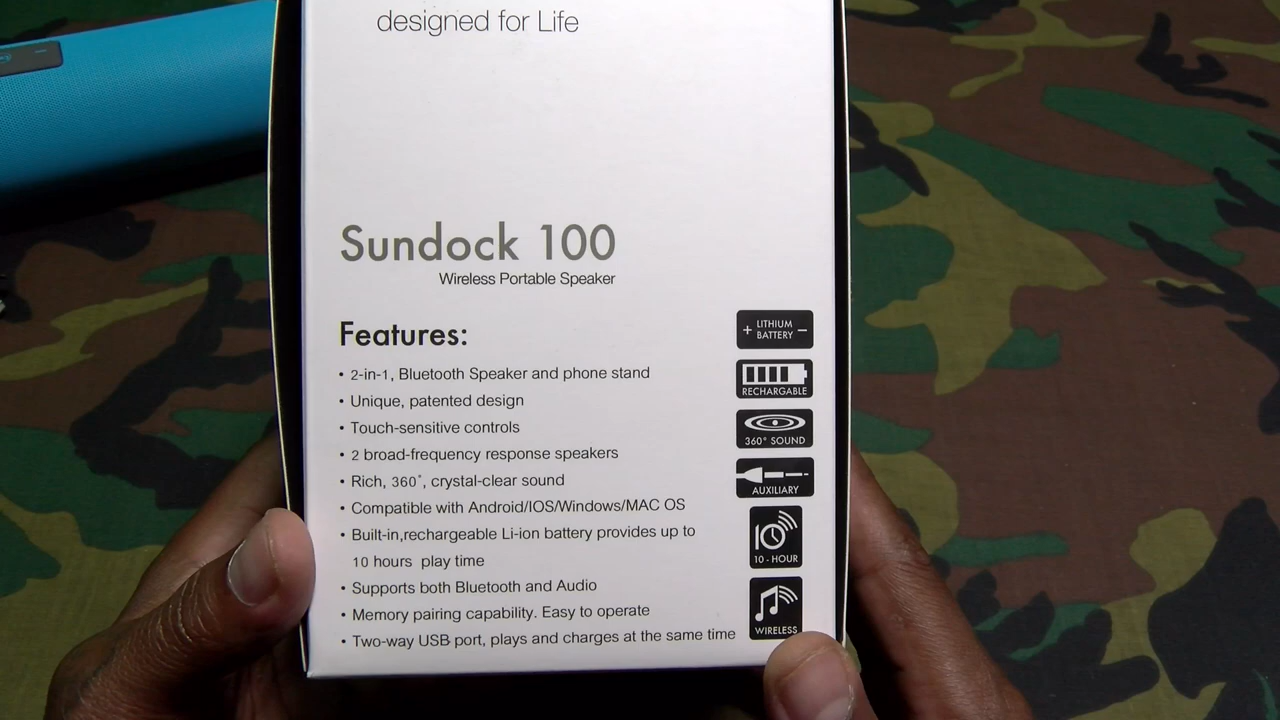 designed for Life
Sundock 100
Wireless Portable Speaker
Features:
• 2-in-1, Bluetooth Speaker and phone stand
• Unique, patented design
• Touch-sensitive controls
• 2 broad-frequency response speakers
• Rich, 360°, crystal-clear sound
• Compatible with Android/IOS/Windows/MAC OS
• Built-in,rechargeable Li-ion battery provides up to
10 hours play time
• Supports both Bluetooth and Audio
• Memory pairing capability. Easy to operate
• Two-way USB port, plays and charges at the same time
+ LITHIUM BATTERY −
RECHARGABLE
360° SOUND
AUXILIARY
10
10 - HOUR
WIRELESS